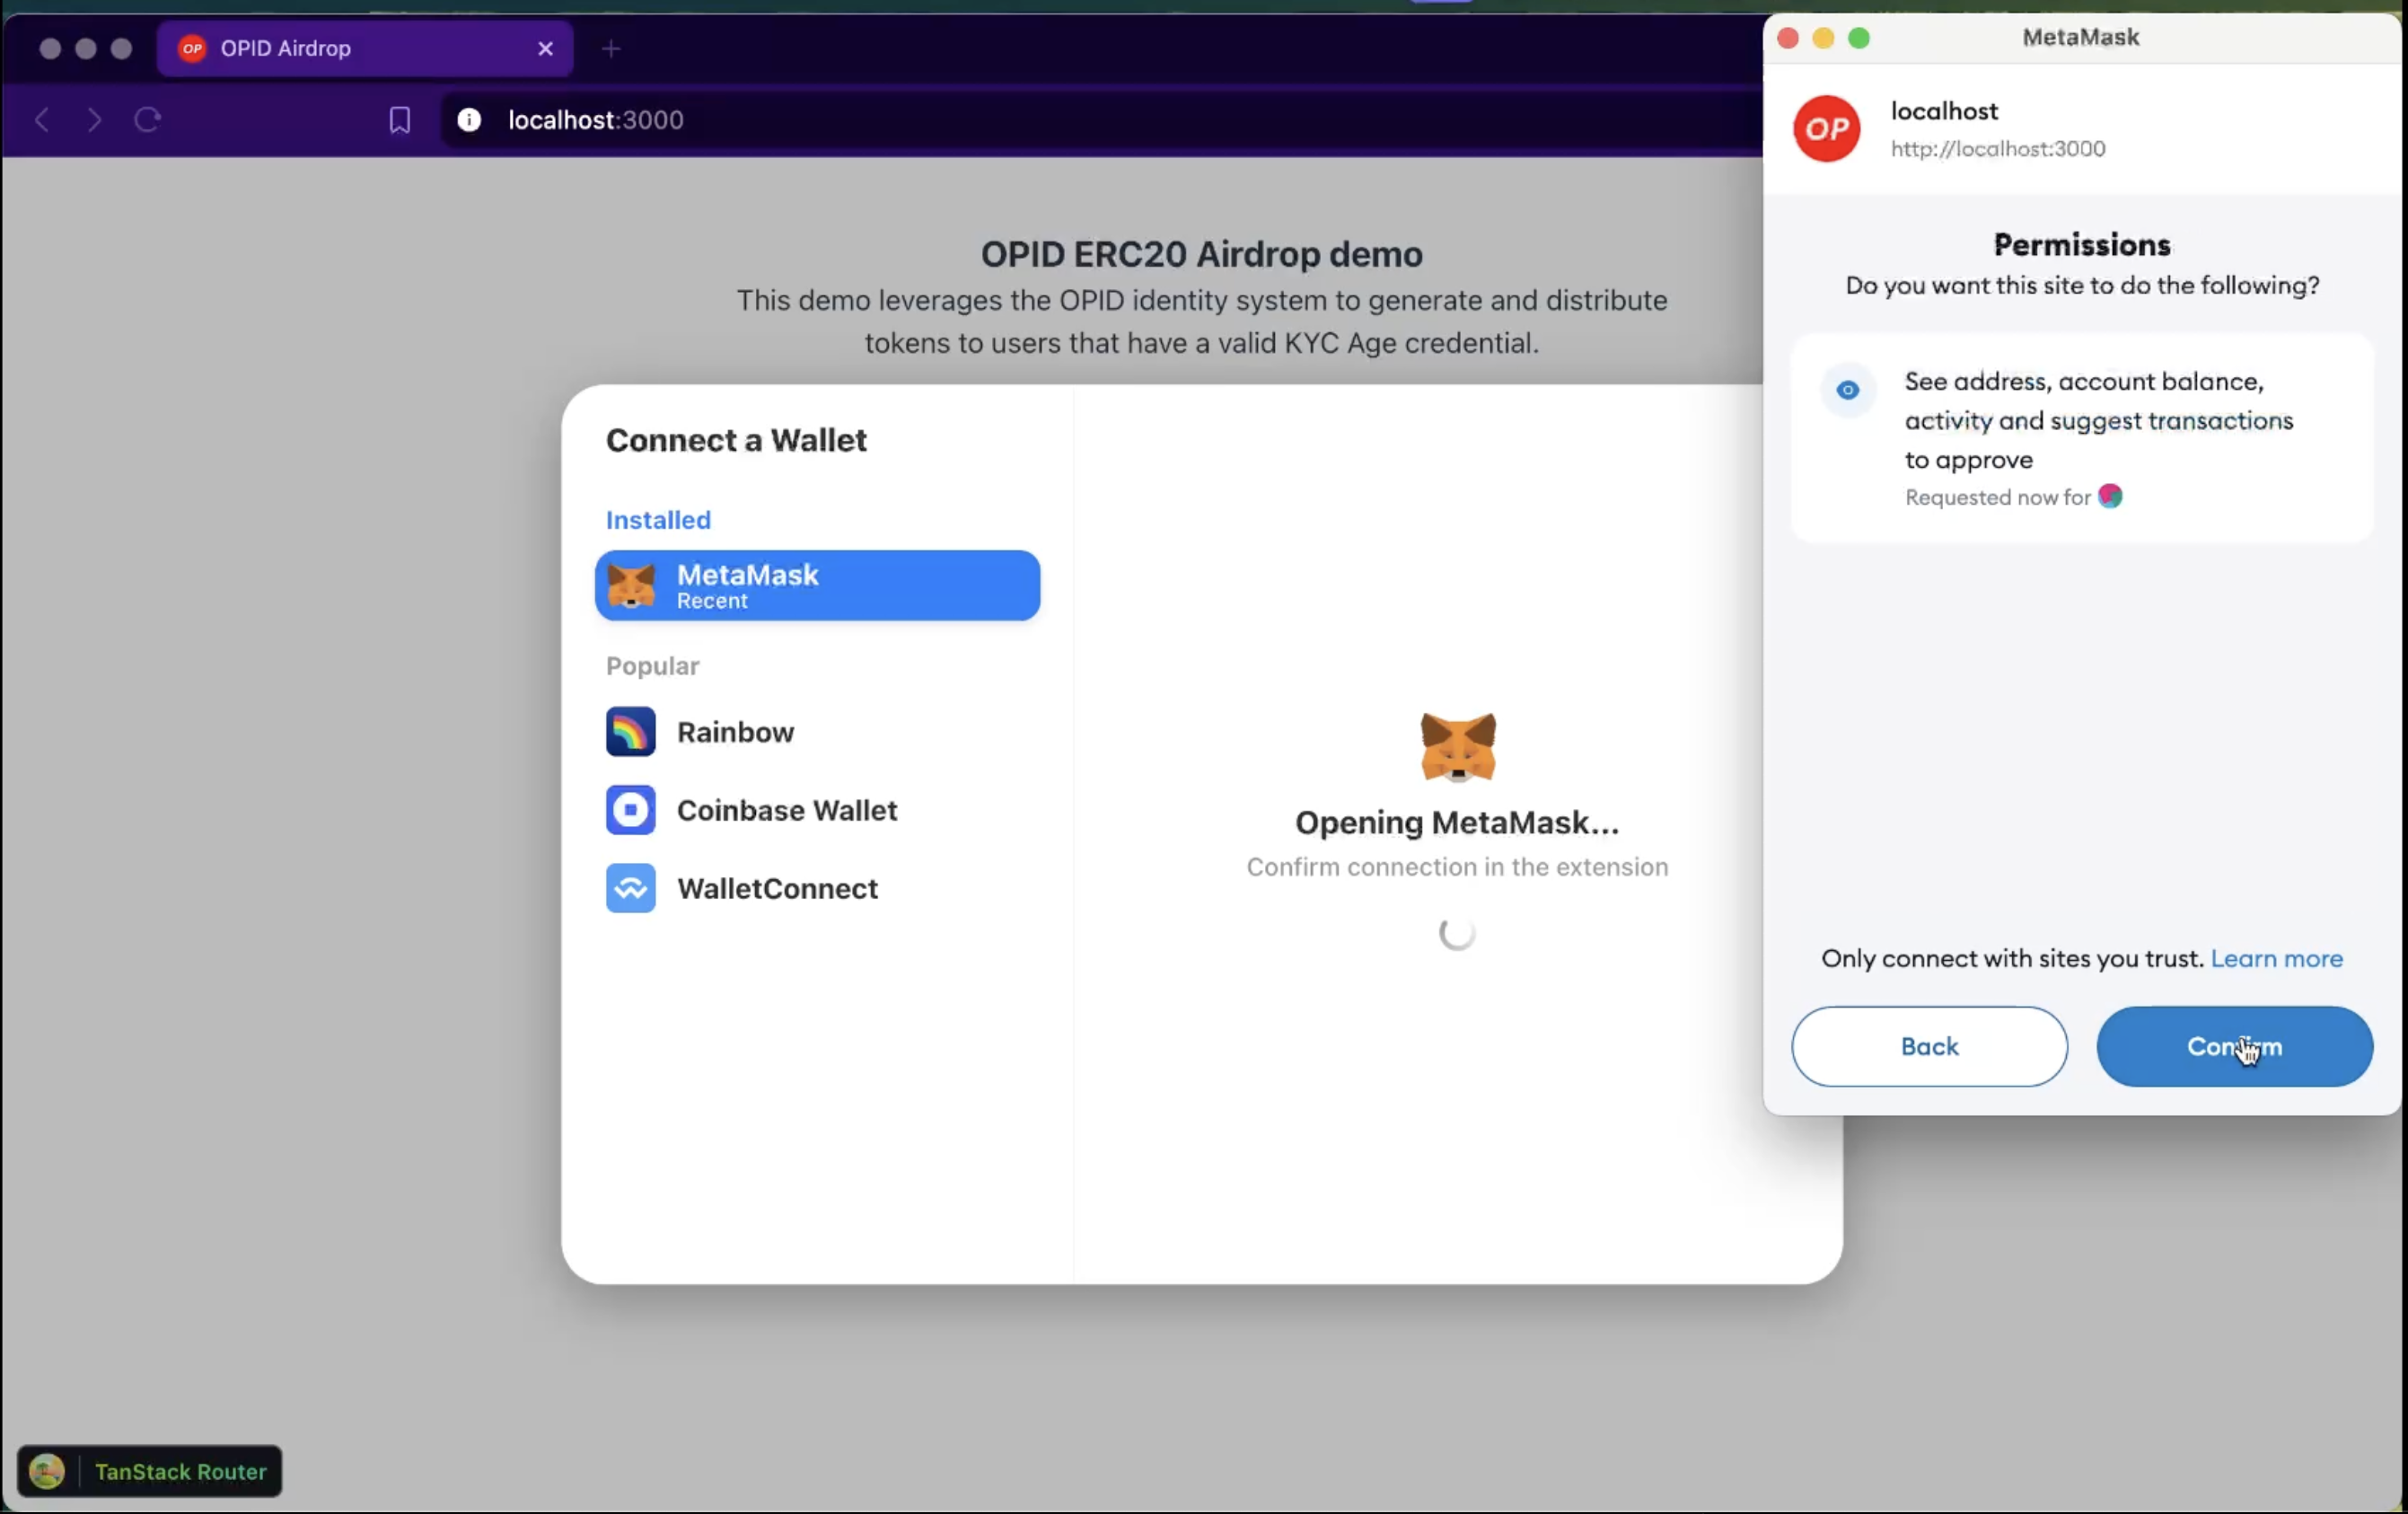 OP OPID Airdrop
localhost:3000
OPID ERC20 Airdrop demo
This demo leverages the OPID identity system to generate and distribute
tokens to users that have a valid KYC Age credential.
Connect a Wallet
Installed
MetaMask
Recent
Popular
Rainbow
Coinbase Wallet
WalletConnect
Opening MetaMask...
Confirm connection in the extension
TanStack Router
MetaMask
OP
localhost
http://localhost:3000
Permissions
Do you want this site to do the following?
See address, account balance,
activity and suggest transactions
to approve
Requested now for
Only connect with sites you trust. Learn more
Back
Confirm